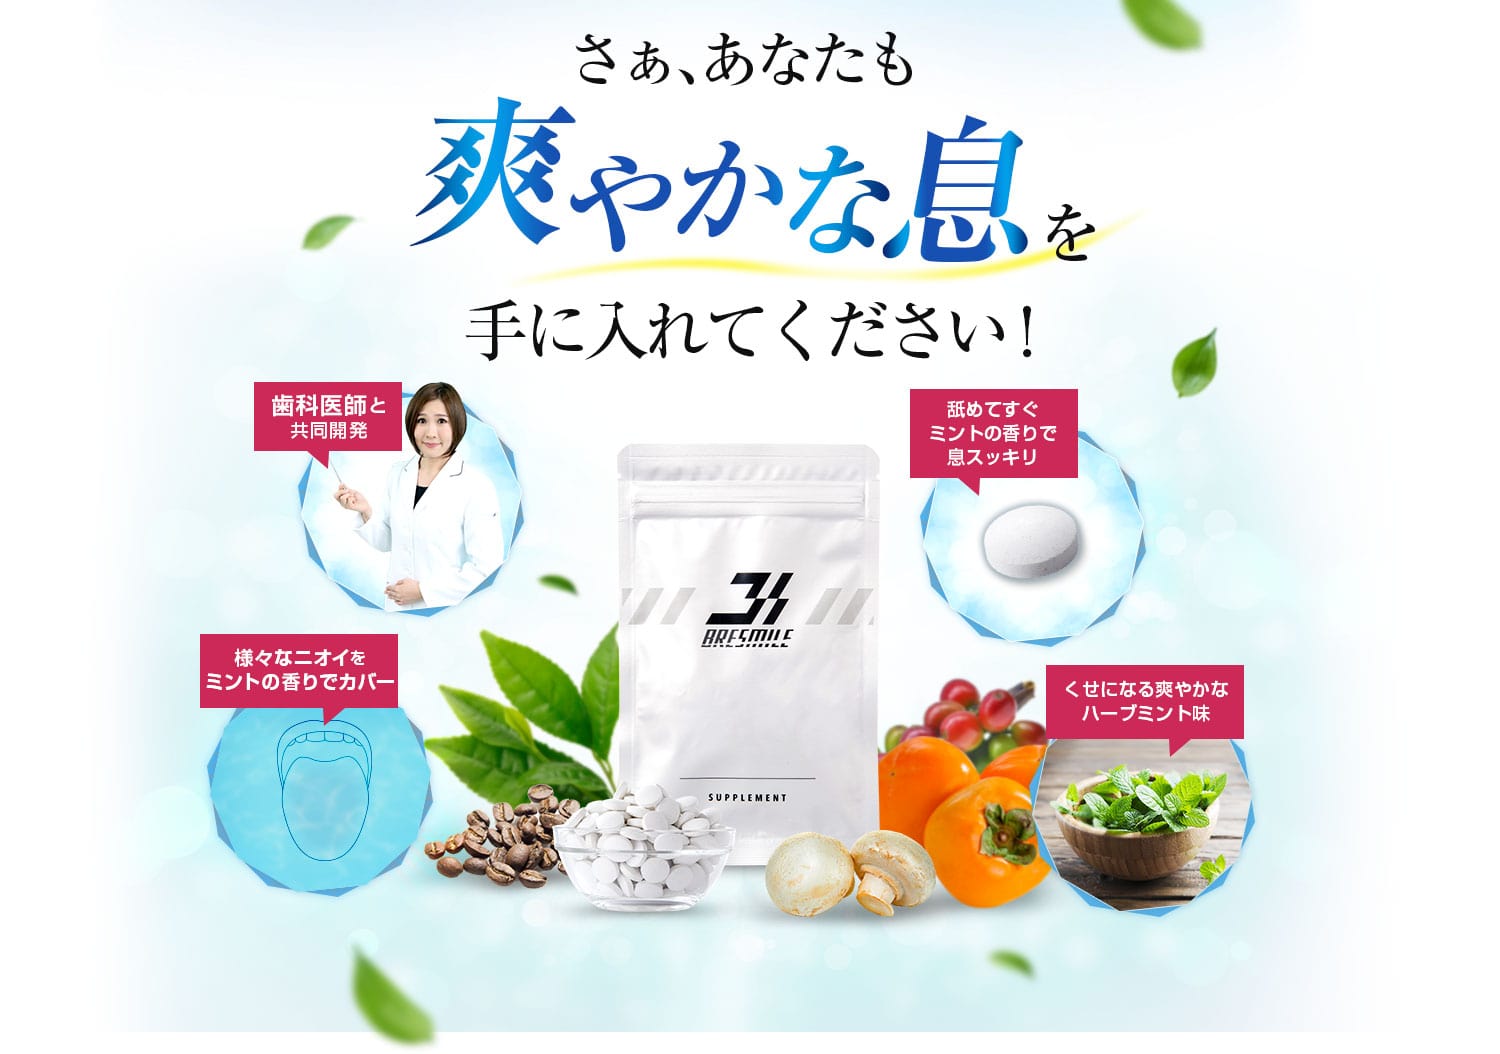 さぁ、あなたも
爽やかな息を
手に入れてください！
歯科医師と
共同開発
舐めてすぐ
ミントの香りで
息スッキリ
BRESMILE
様々なニオイを
ミントの香りでカバー
くせになる爽やかな
ハーブミント味
SUPPLEMENT